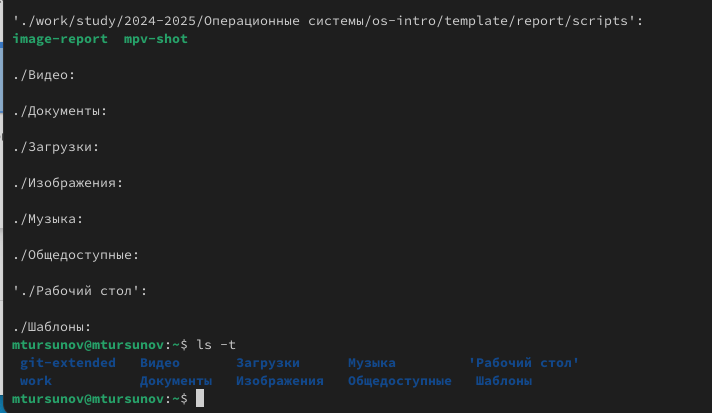 './work/study/2024-2025/Операционные системы/os-intro/template/report/scripts':
image-report mpv-shot
./Видео:
./Документы:
./Загрузки:
./Изображения:
./Музыка:
./Общедоступные:
'./Рабочий стол':
./Шаблоны:
mtursunov@mtursunov:~$ ls -t
git-extended Видео Загрузки Музыка 'Рабочий стол'
work Документы Изображения Общедоступные Шаблоны
mtursunov@mtursunov:~$